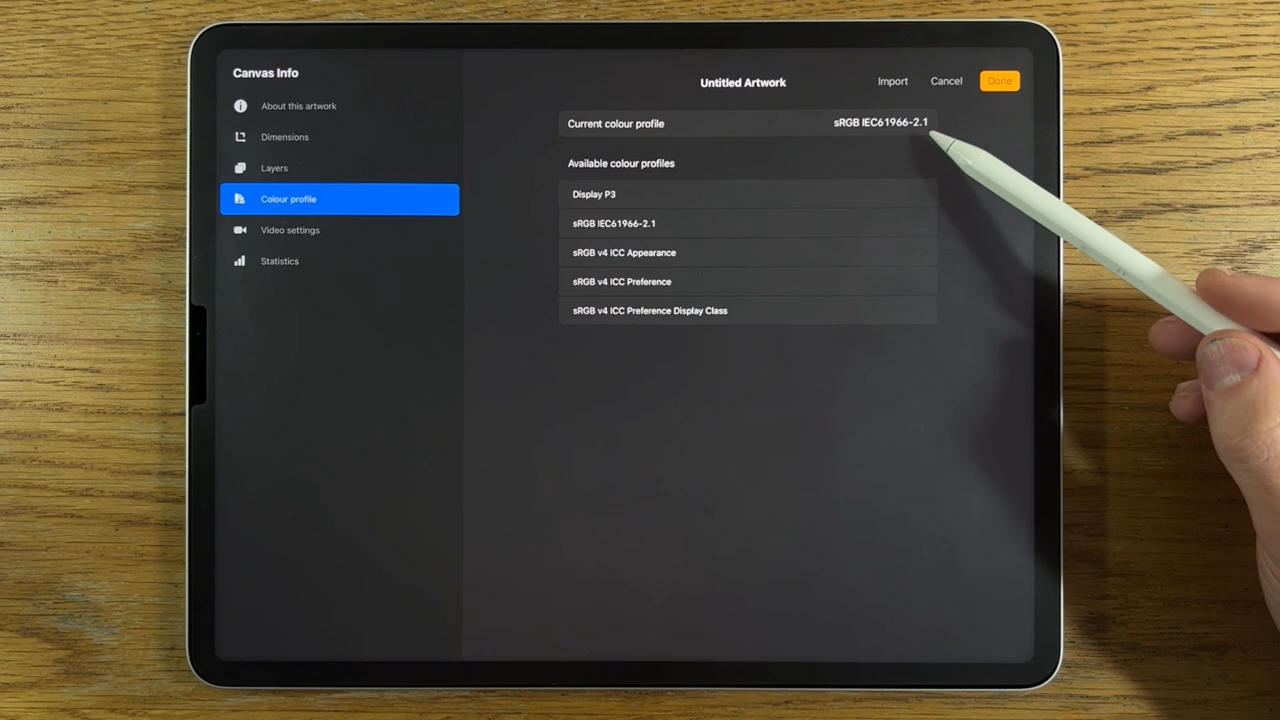 Canvas Info
About this artwork
Dimensions
Layers
Colour profile
Video settings
Statistics
Untitled Artwork
Import
Cancel
Done
Current colour profile
sRGB IEC61966-2.1
Available colour profiles
Display P3
sRGB IEC61966-2.1
sRGB v4 ICC Appearance
sRGB v4 ICC Preference
sRGB v4 ICC Preference Display Class